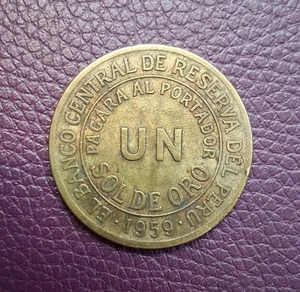 EL BANCO CENTRAL DE RESERVA DEL PERU
PAGARA AL PORTADOR
UN
SOL DE ORO
· 1959 ·